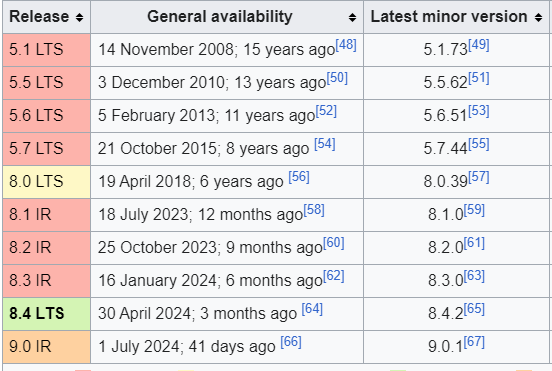 Release General availability Latest minor version
5.1 LTS 14 November 2008; 15 years ago[48] 5.1.73[49]
5.5 LTS 3 December 2010; 13 years ago[50] 5.5.62[51]
5.6 LTS 5 February 2013; 11 years ago[52] 5.6.51[53]
5.7 LTS 21 October 2015; 8 years ago [54] 5.7.44[55]
8.0 LTS 19 April 2018; 6 years ago [56] 8.0.39[57]
8.1 IR 18 July 2023; 12 months ago[58] 8.1.0[59]
8.2 IR 25 October 2023; 9 months ago[60] 8.2.0[61]
8.3 IR 16 January 2024; 6 months ago[62] 8.3.0[63]
8.4 LTS 30 April 2024; 3 months ago [64] 8.4.2[65]
9.0 IR 1 July 2024; 41 days ago [66] 9.0.1[67]